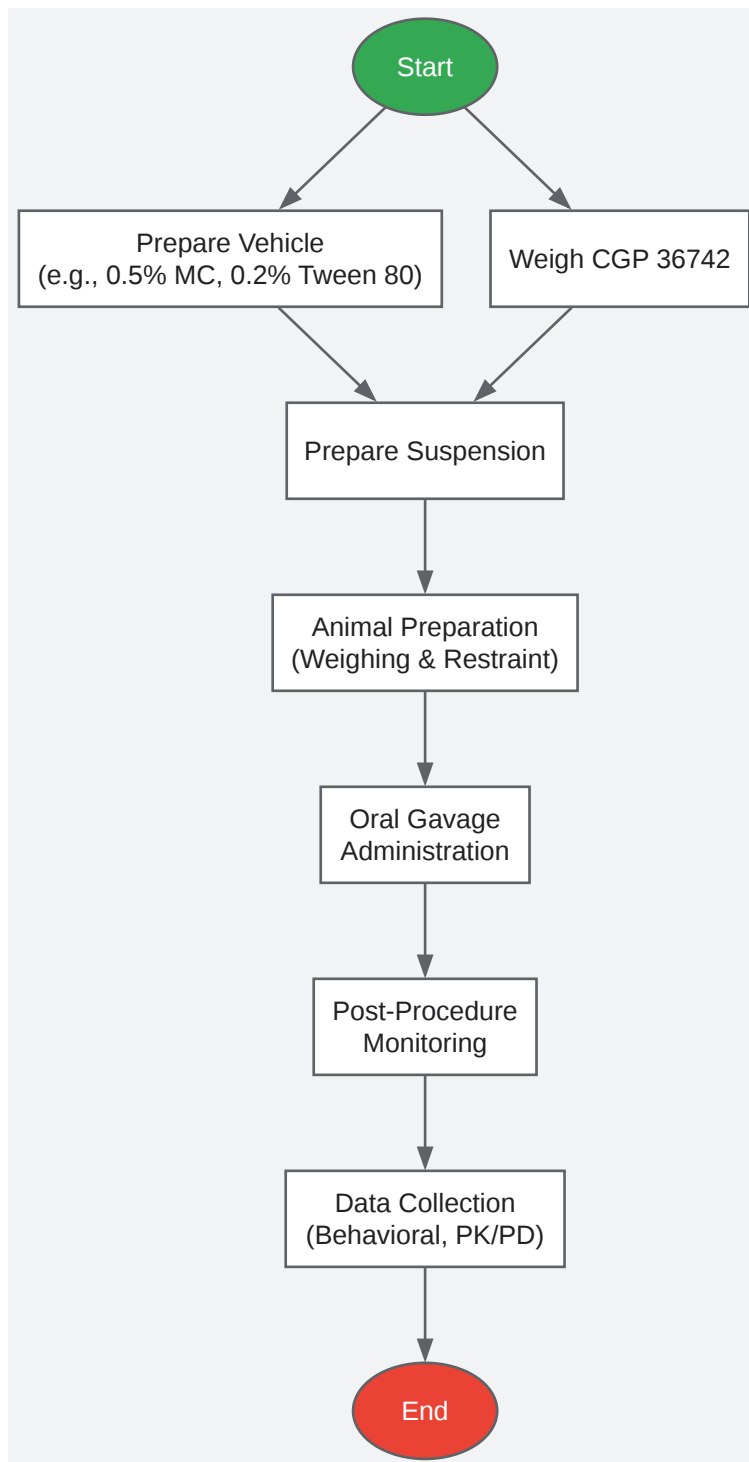 Start
Prepare Vehicle
(e.g., 0.5% MC, 0.2% Tween 80)
Weigh CGP 36742
Prepare Suspension
Animal Preparation
(Weighing & Restraint)
Oral Gavage
Administration
Post-Procedure
Monitoring
Data Collection
(Behavioral, PK/PD)
End